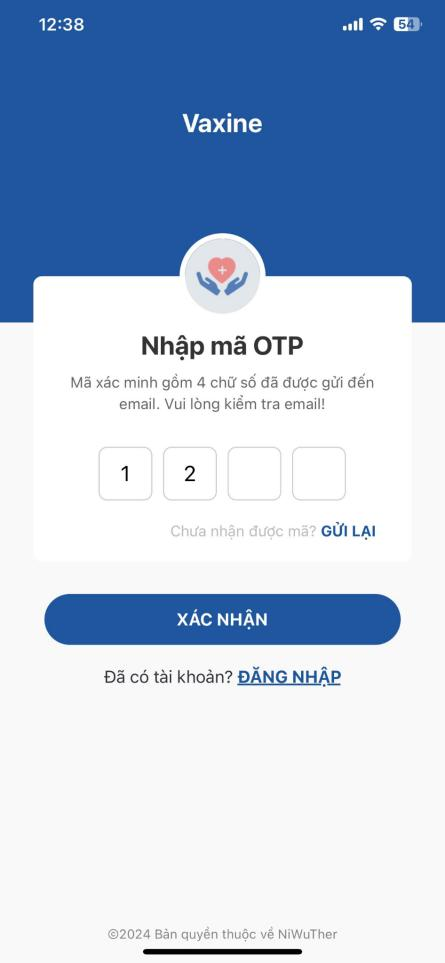 12:38
54
Vaxine
Nhập mã OTP
Mã xác minh gồm 4 chữ số đã được gửi đến
email. Vui lòng kiểm tra email!
1 2
Chưa nhận được mã? GỬI LẠI
XÁC NHẬN
Đã có tài khoản? ĐĂNG NHẬP
©2024 Bản quyền thuộc về NiWuTher